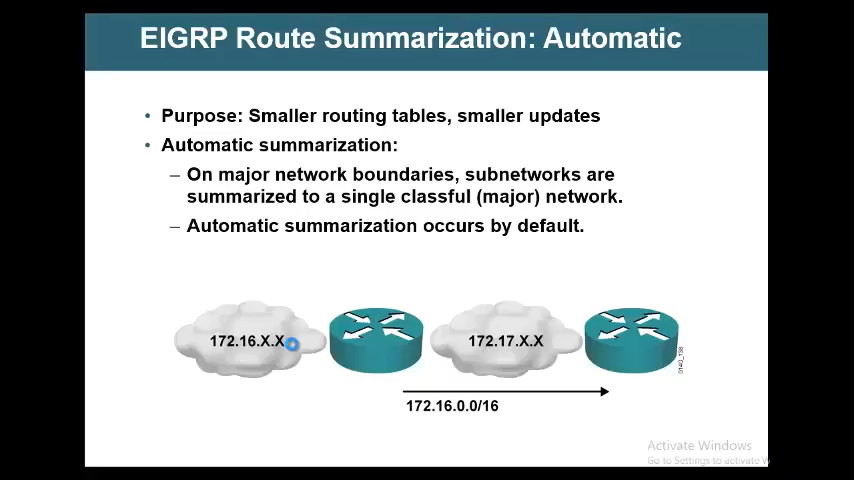 EIGRP Route Summarization: Automatic
• Purpose: Smaller routing tables, smaller updates
• Automatic summarization:
– On major network boundaries, subnetworks are
summarized to a single classful (major) network.
– Automatic summarization occurs by default.
172.16.X.X
172.17.X.X
0140_138
172.16.0.0/16
Activate Windows
Go to Settings to activate W